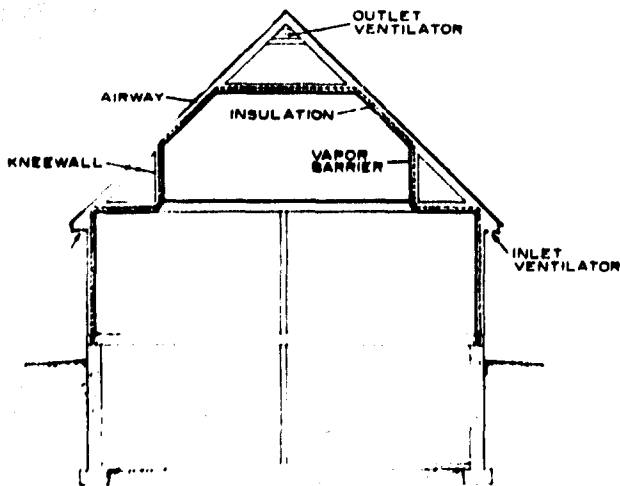 OUTLET
VENTILATOR
AIRWAY
INSULATION
KNEEWALL
VAPOR
BARRIER
INLET
VENTILATOR